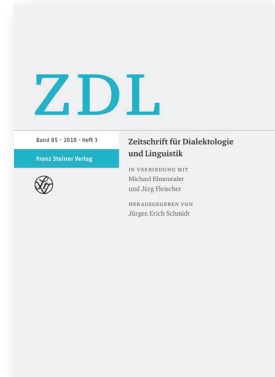 ZDL
Band 85 · 2018 · Heft 3
Franz Steiner Verlag
Zeitschrift für Dialektologie
und Linguistik
IN VERBINDUNG MIT
Michael Elmentaler
und Jürg Fleischer
HERAUSGEGEBEN VON
Jürgen Erich Schmidt